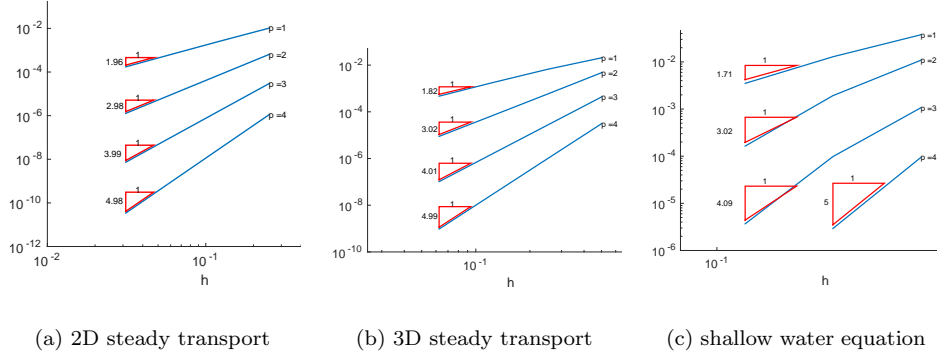 10^-2
10^-4
10^-6
10^-8
10^-10
10^-12
10^-2
10^-1
h
1
1.96
1
2.98
1
3.99
1
4.98
p =1
p =2
p =3
p =4
(a) 2D steady transport
10^-2
10^-4
10^-6
10^-8
10^-10
10^-1
h
1
1.82
1
3.02
1
4.01
1
4.99
p =1
p =2
p =3
p =4
(b) 3D steady transport
10^-2
10^-3
10^-4
10^-5
10^-6
10^-1
h
1
1.71
1
3.02
1
4.09
1
5
p =1
p =2
p =3
p =4
(c) shallow water equation